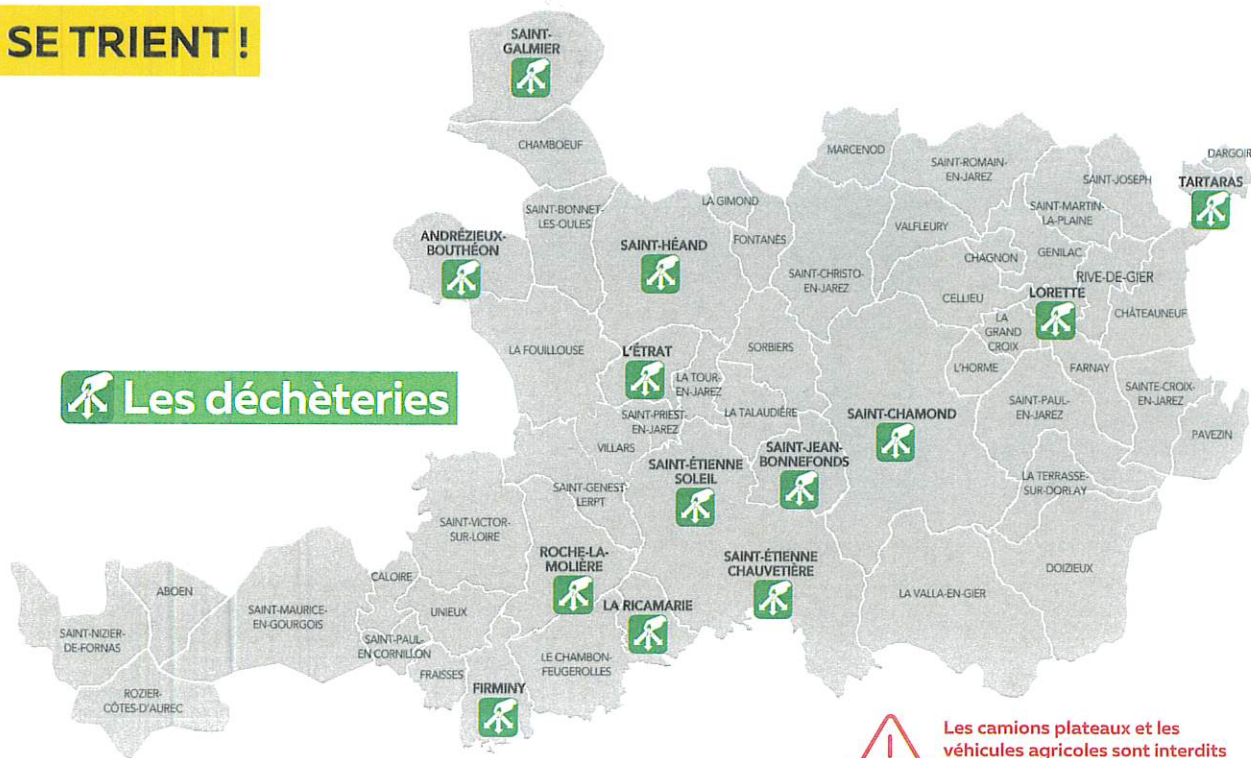 SE TRIENT !
SAINT-
GALMIER
CHAMBOEUF
MARCENOD
SAINT-ROMAIN-
EN-JAREZ
SAINT-JOSEPH
DARGOIR
TARTARAS
SAINT-BONNET-
LES-OULES
LA GIMOND
SAINT-MARTIN-
LA-PLAINE
ANDRÉZIEUX-
BOUTHÉON
SAINT-HÉAND
FONTANÈS
VALFLEURY
CHAGNON
GENILAC
SAINT-CHRISTO-
EN-JAREZ
RIVE-DE-GIER
CELLIEU
LORETTE
CHÂTEAUNEUF
LA
GRAND
CROIX
LA FOUILLOUSE
L'ÉTRAT
SORBIERS
L'HORME
FARNAY
LA TOUR-
EN-JAREZ
SAINTE-CROIX-
EN-JAREZ
Les déchèteries
SAINT-PRIEST-
EN-JAREZ
LA TALAUDIÈRE
SAINT-CHAMOND
SAINT-PAUL-
EN-JAREZ
PAVEZIN
VILLARS
SAINT-ÉTIENNE
SOLEIL
SAINT-JEAN-
BONNEFONDS
LA TERRASSE-
SUR-DORLAY
SAINT-GENEST-
LERPT
SAINT-VICTOR-
SUR-LOIRE
ROCHE-LA-
MOLIÈRE
SAINT-ÉTIENNE
CHAUVETIÈRE
DOIZIEUX
LA VALLA-EN-GIER
ABOEN
CALOIRE
SAINT-MAURICE-
EN-GOURGOIS
UNIEUX
LA RICAMARIE
SAINT-NIZIER-
DE-FORNAS
SAINT-PAUL-
EN CORNILLON
LE CHAMBON-
FEUGEROLLES
FRAISSES
ROZIER-
CÔTES-D'AUREC
FIRMINY
Les camions plateaux et les
véhicules agricoles sont interdits